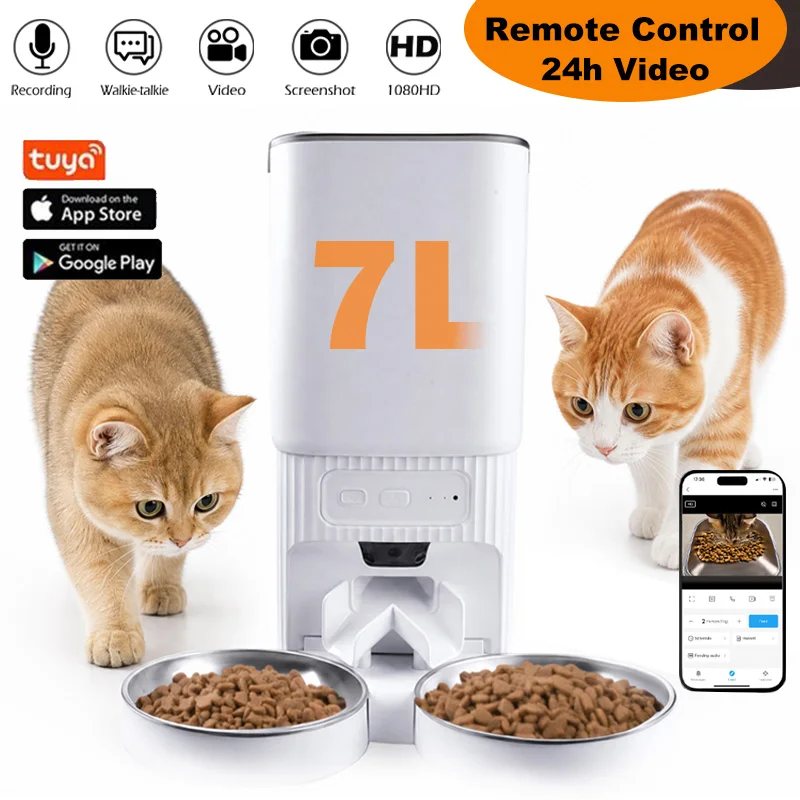 Recording
Walkie-talkie
Video
Screenshot
HD
1080HD
Remote Control
24h Video
tuya
Download on the
App Store
GET IT ON
Google Play
7L